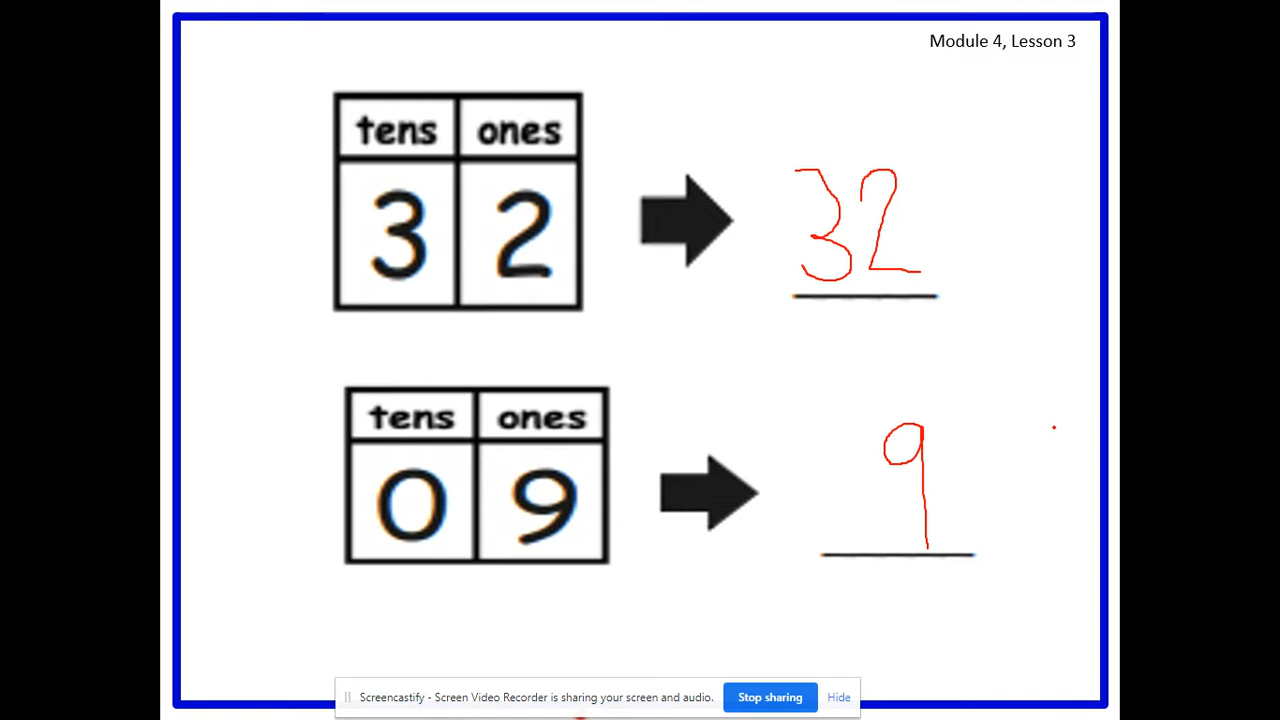 Module 4, Lesson 3
tens ones
3 2 32
tens ones
0 9 9
Screencastify - Screen Video Recorder is sharing your screen and audio. Stop sharing Hide